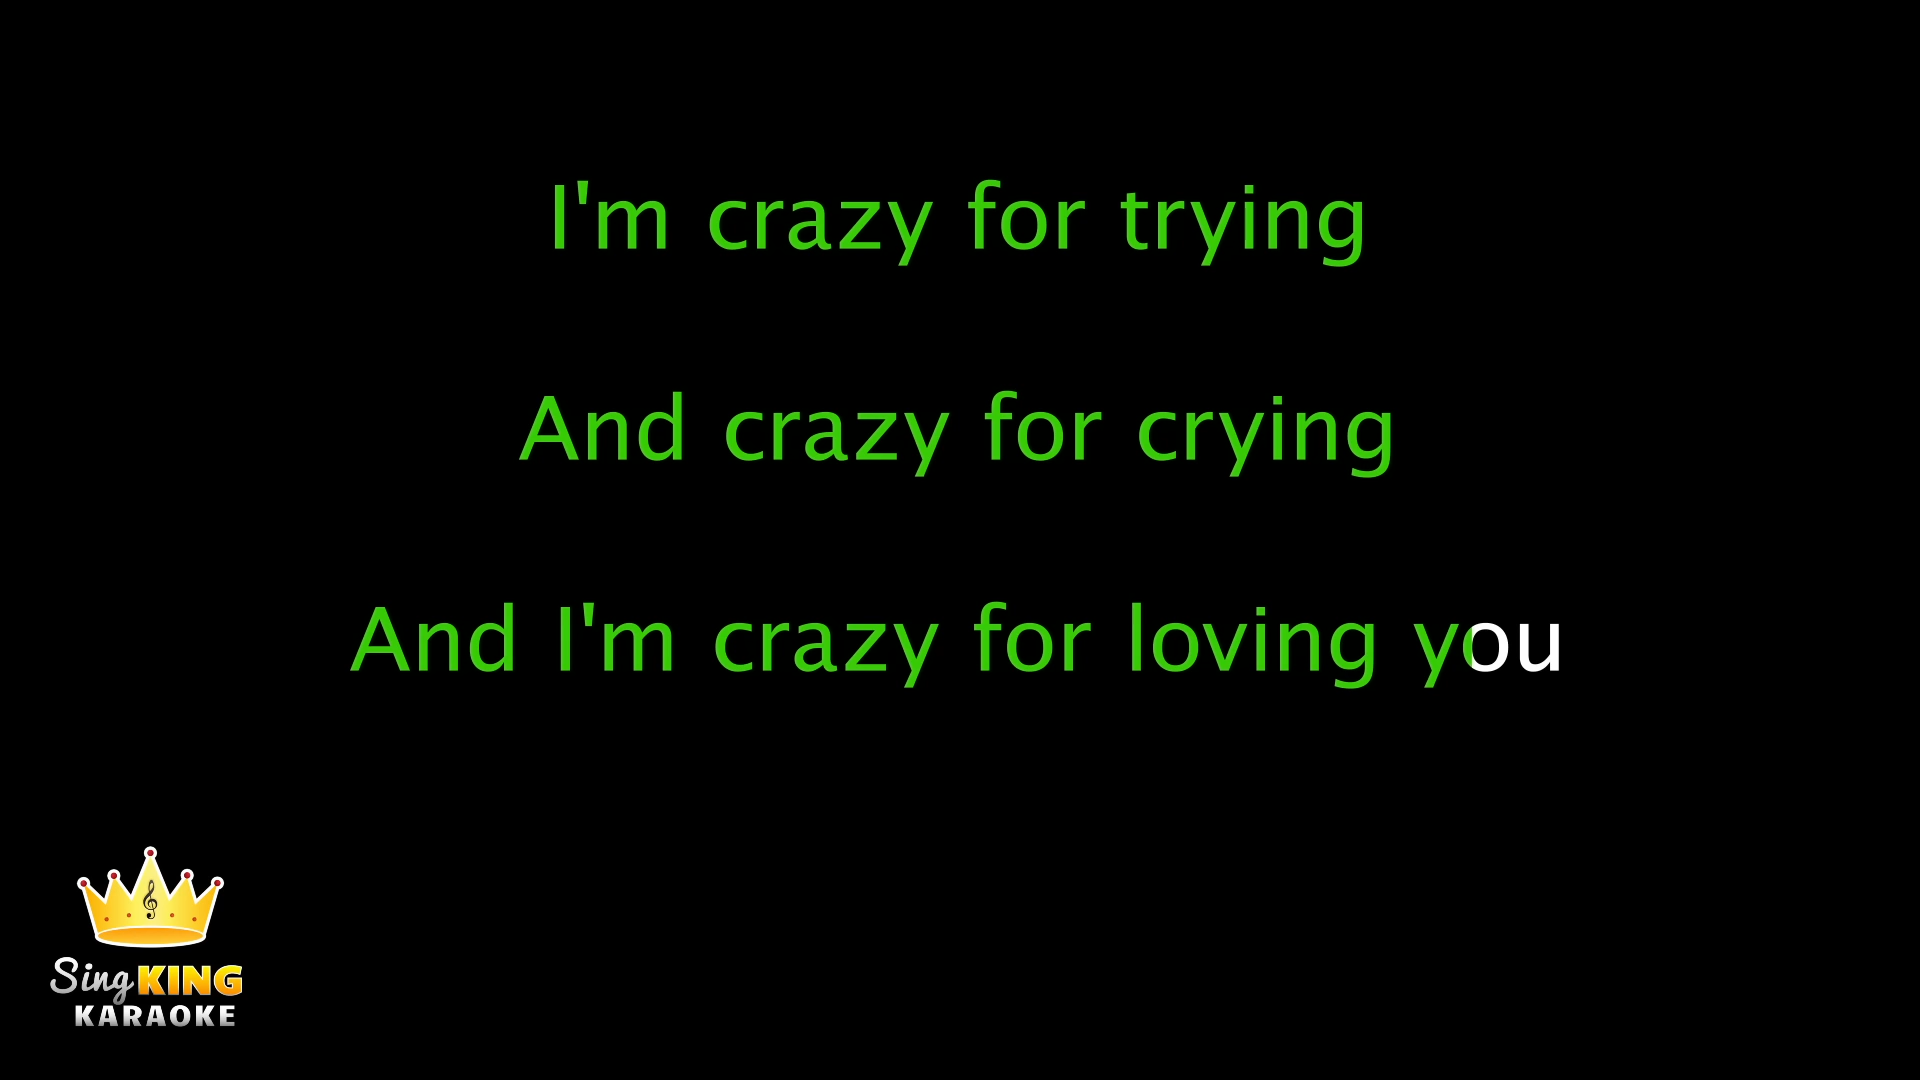 I'm crazy for trying
And crazy for crying
And I'm crazy for loving you
Sing KING
KARAOKE